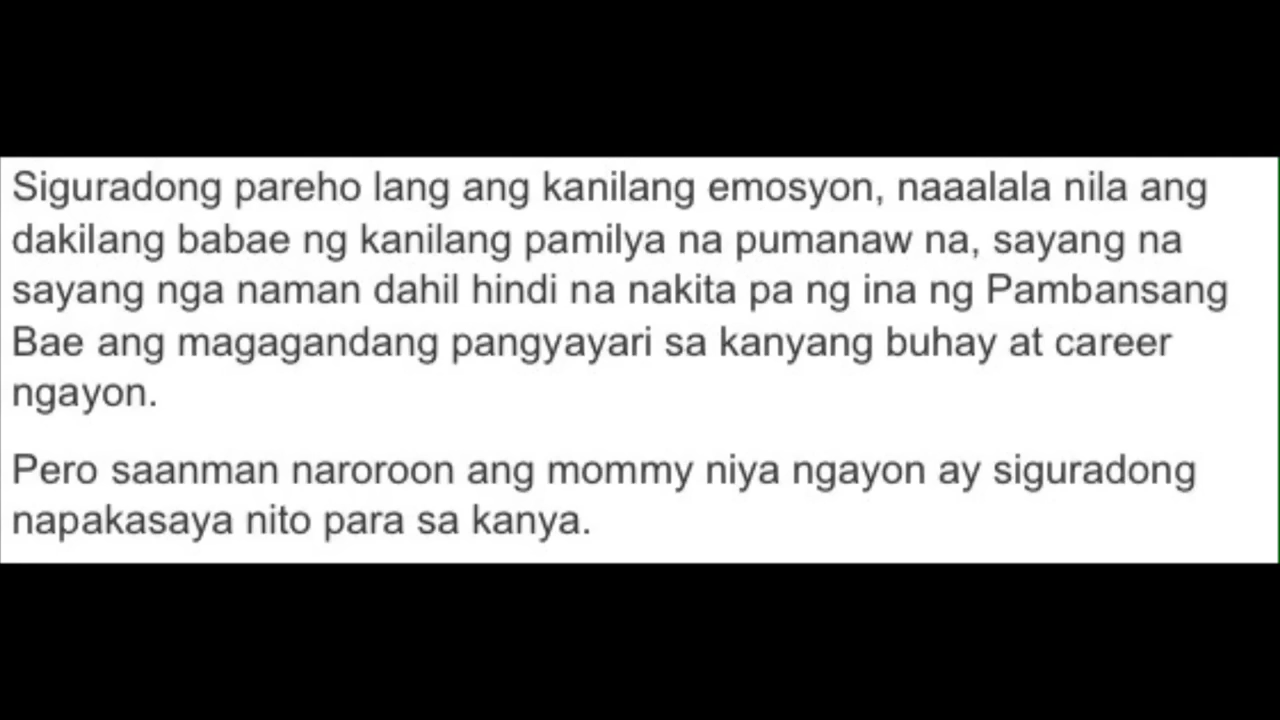 Siguradong pareho lang ang kanilang emosyon, naaalala nila ang
dakilang babae ng kanilang pamilya na pumanaw na, sayang na
sayang nga naman dahil hindi na nakita pa ng ina ng Pambansang
Bae ang magagandang pangyayari sa kanyang buhay at career
ngayon.
Pero saanman naroroon ang mommy niya ngayon ay siguradong
napakasaya nito para sa kanya.